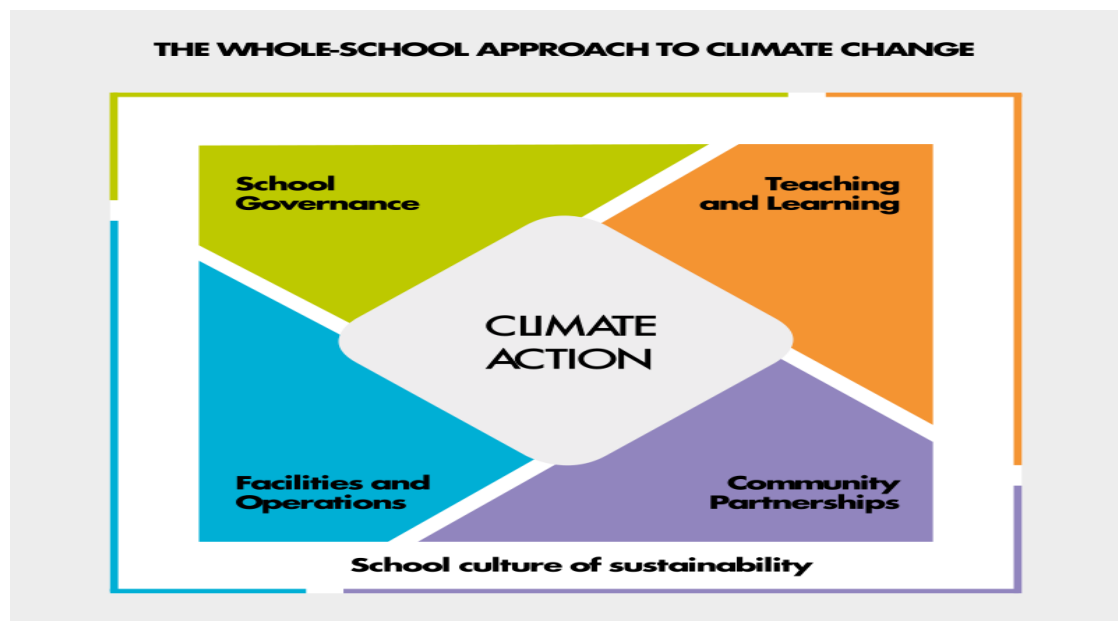 THE WHOLE-SCHOOL APPROACH TO CLIMATE CHANGE
School
Governance
Teaching
and Learning
CLIMATE
ACTION
Facilities and
Operations
Community
Partnerships
School culture of sustainability